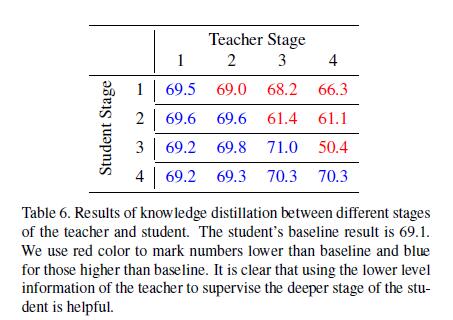 Teacher Stage
1 2 3 4
Student Stage
1 69.5 69.0 68.2 66.3
2 69.6 69.6 61.4 61.1
3 69.2 69.8 71.0 50.4
4 69.2 69.3 70.3 70.3
Table 6. Results of knowledge distillation between different stages
of the teacher and student. The student's baseline result is 69.1.
We use red color to mark numbers lower than baseline and blue
for those higher than baseline. It is clear that using the lower level
information of the teacher to supervise the deeper stage of the stu-
dent is helpful.